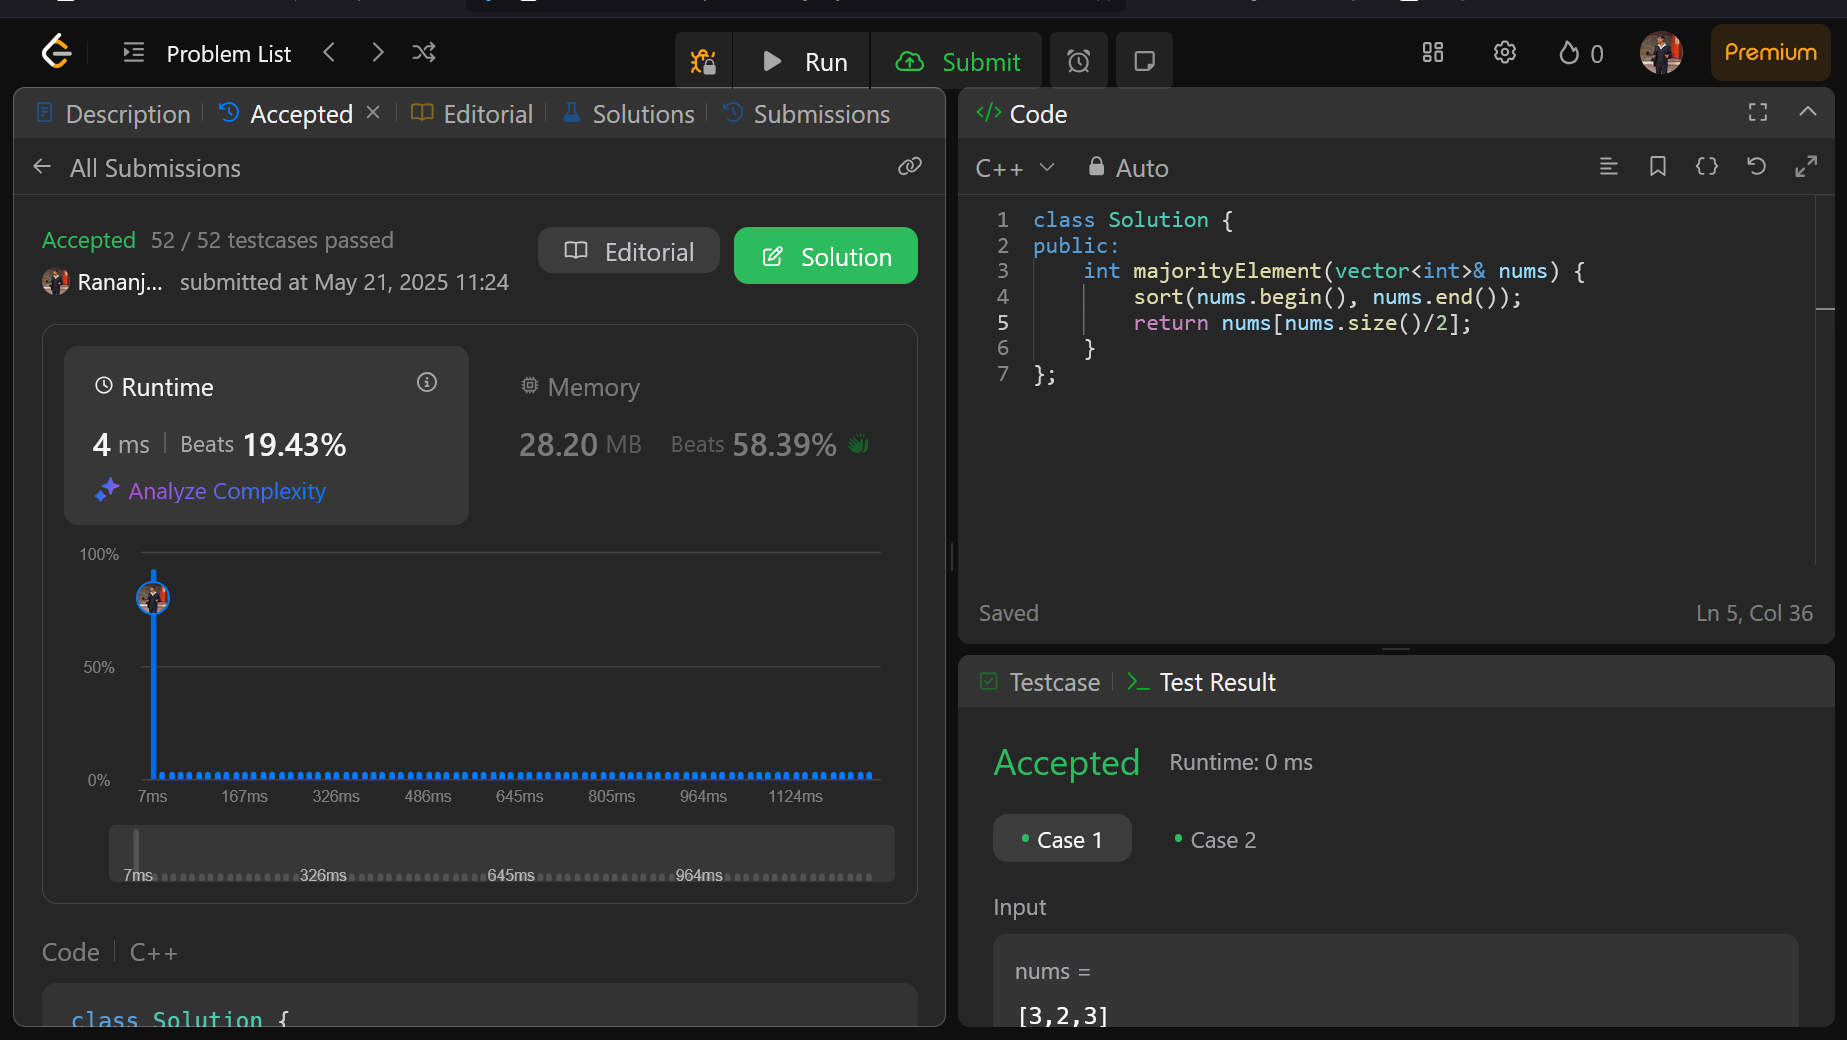 Problem List
Run
Submit
0
Premium
Description
Accepted
Editorial
Solutions
Submissions
All Submissions
Accepted 52 / 52 testcases passed
Rananj... submitted at May 21, 2025 11:24
Editorial
Solution
Runtime
4 ms Beats 19.43%
Analyze Complexity
Memory
28.20 MB Beats 58.39%
100%
50%
0%
7ms 167ms 326ms 486ms 645ms 805ms 964ms 1124ms
7ms 326ms 645ms 964ms
Code C++
class Solution {
</> Code
C++ Auto
1 class Solution {
2 public:
3 int majorityElement(vector<int>& nums) {
4 sort(nums.begin(), nums.end());
5 return nums[nums.size()/2];
6 }
7 };
Saved
Ln 5, Col 36
Testcase
Test Result
Accepted Runtime: 0 ms
Case 1
Case 2
Input
nums =
[3,2,3]